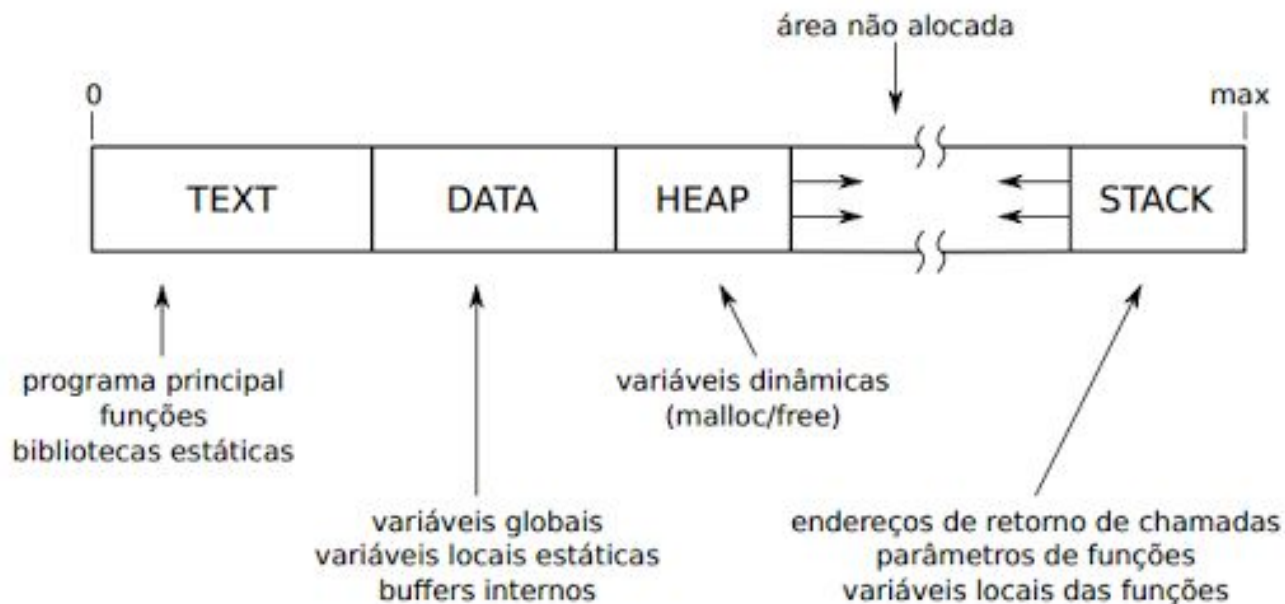 área não alocada
0
max
TEXT
DATA
HEAP
STACK
programa principal
funções
bibliotecas estáticas
variáveis dinâmicas
(malloc/free)
variáveis globais
variáveis locais estáticas
buffers internos
endereços de retorno de chamadas
parâmetros de funções
variáveis locais das funções